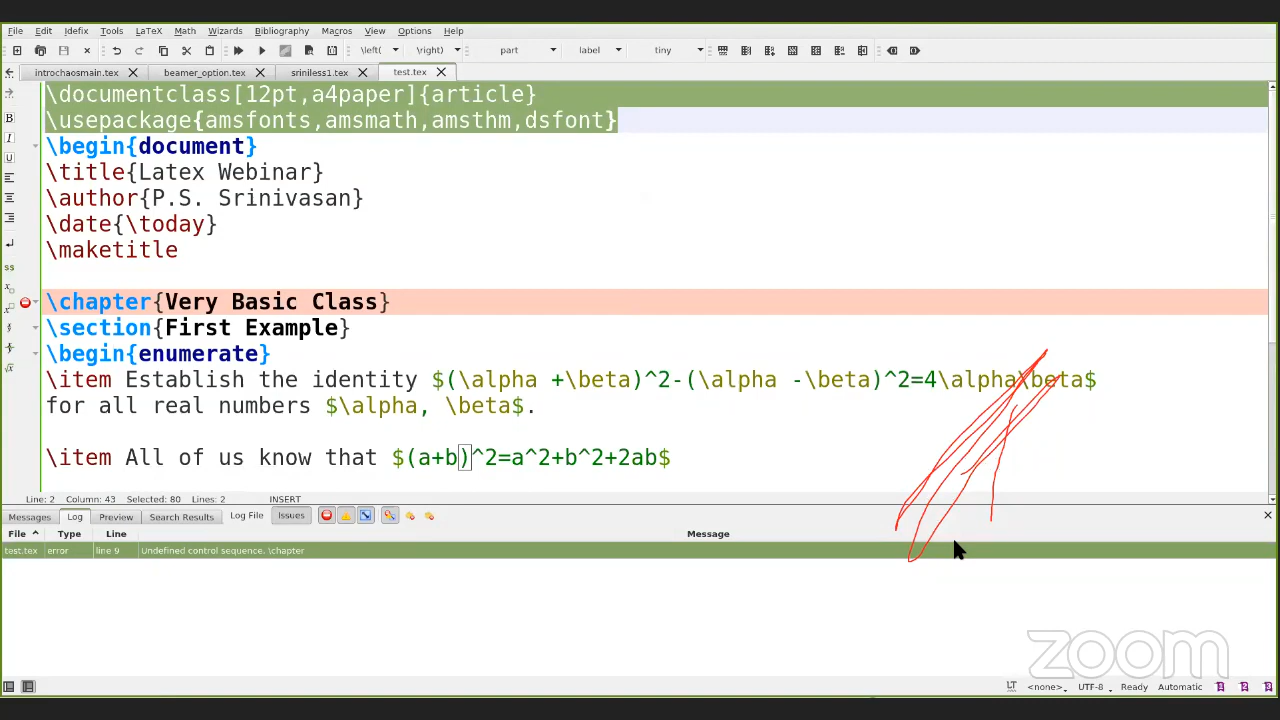 File Edit Idefix Tools LaTeX Math Wizards Bibliography Macros View Options Help
\left( \right) part label tiny
introchaosmain.tex beamer_option.tex sriniless1.tex test.tex
\documentclass[12pt,a4paper]{article}
\usepackage{amsfonts,amsmath,amsthm,dsfont}
\begin{document}
\title{Latex Webinar}
\author{P.S. Srinivasan}
\date{\today}
\maketitle
\chapter{Very Basic Class}
\section{First Example}
\begin{enumerate}
\item Establish the identity $(\alpha +\beta)^2-(\alpha -\beta)^2=4\alpha\beta$
for all real numbers $\alpha, \beta$.
\item All of us know that $(a+b)^2=a^2+b^2+2ab$
Line: 2 Column: 43 Selected: 80 Lines: 2 INSERT
Messages Log Preview Search Results Log File Issues
File Type Line Message
test.tex error line 9 Undefined control sequence. \chapter
zoom
LT <none> UTF-8 Ready Automatic